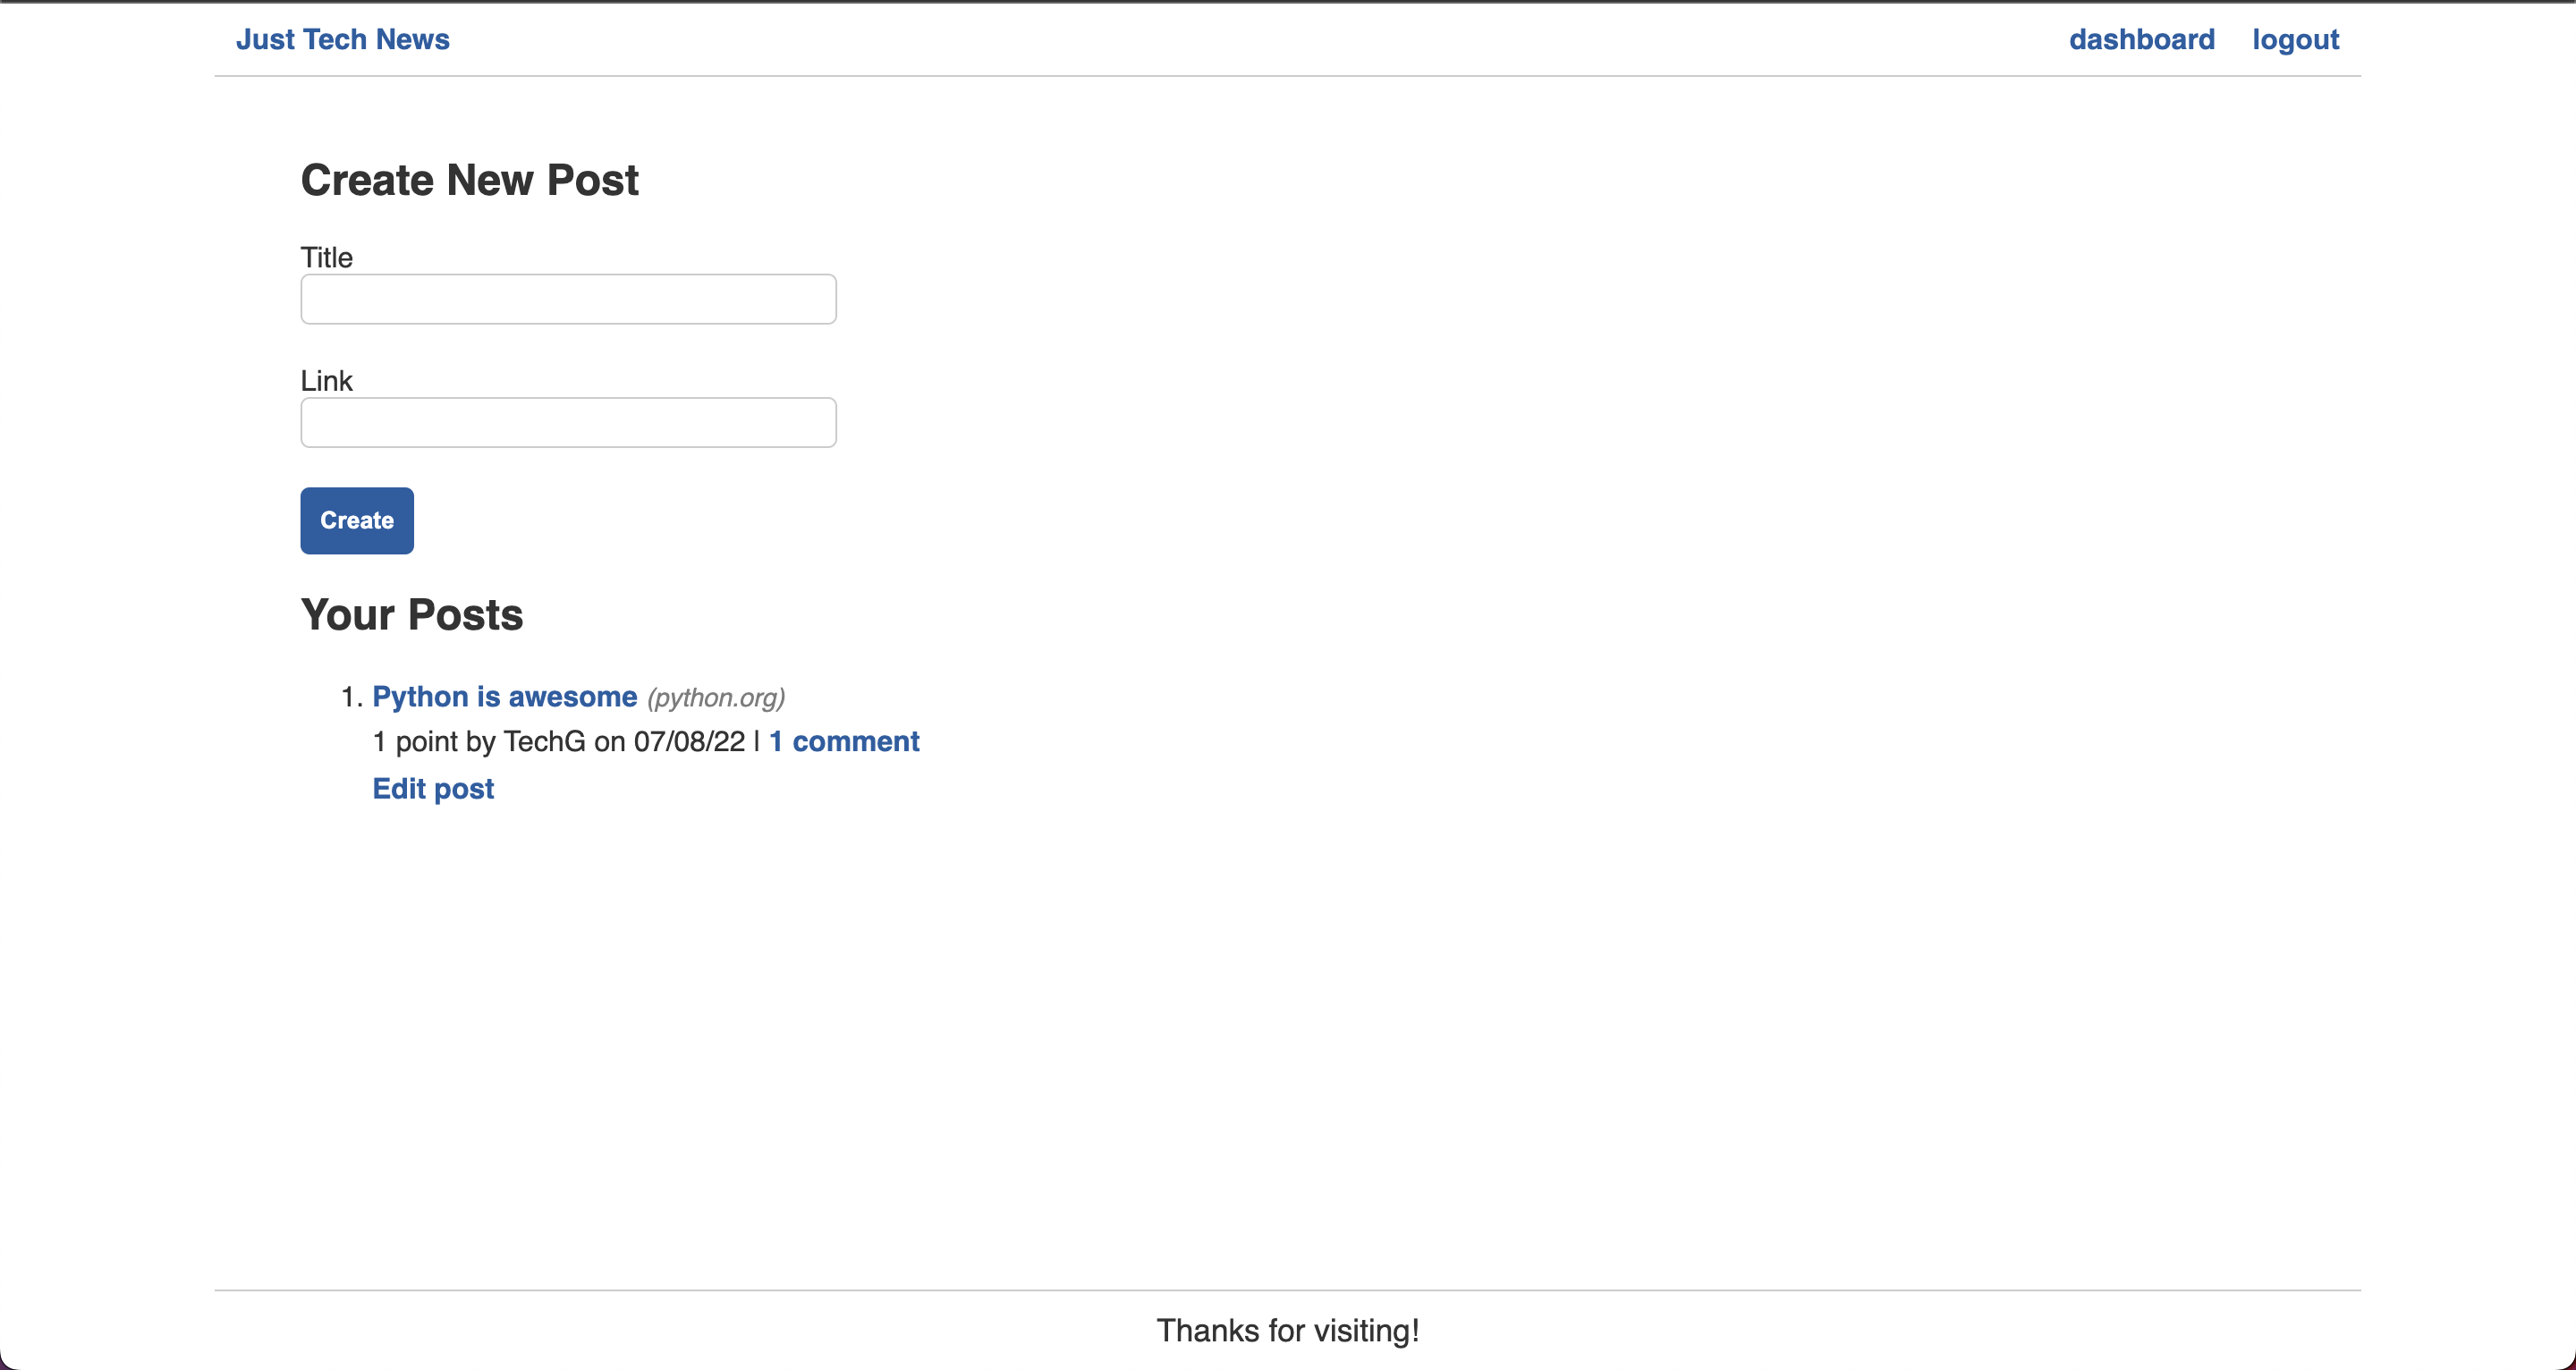 Just Tech News dashboard logout
Create New Post
Title
Link
Create
Your Posts
1. Python is awesome (python.org)
1 point by TechG on 07/08/22 | 1 comment
Edit post
Thanks for visiting!